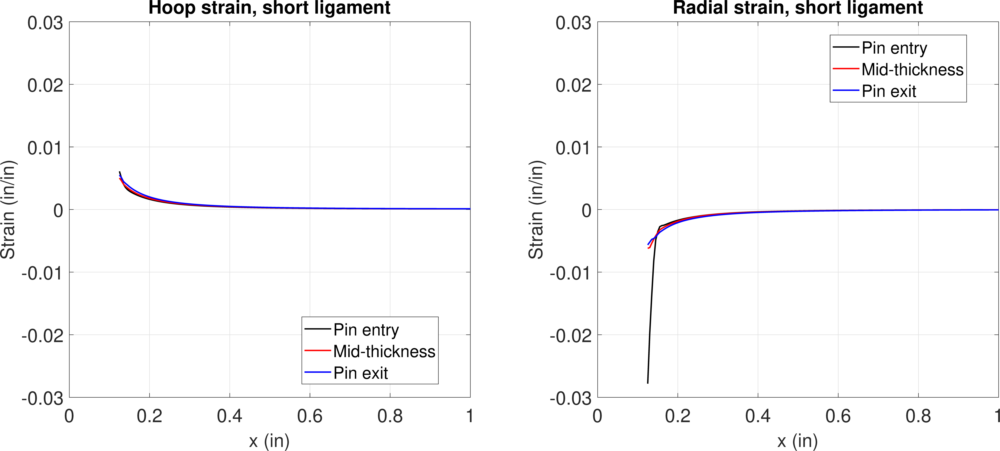 Hoop strain, short ligament
0.03
0.02
0.01
0
-0.01
-0.02
-0.03
Strain (in/in)
0
0.2
0.4
0.6
0.8
1
x (in)
Pin entry
Mid-thickness
Pin exit
Radial strain, short ligament
0.03
0.02
0.01
0
-0.01
-0.02
-0.03
Strain (in/in)
0
0.2
0.4
0.6
0.8
1
x (in)
Pin entry
Mid-thickness
Pin exit